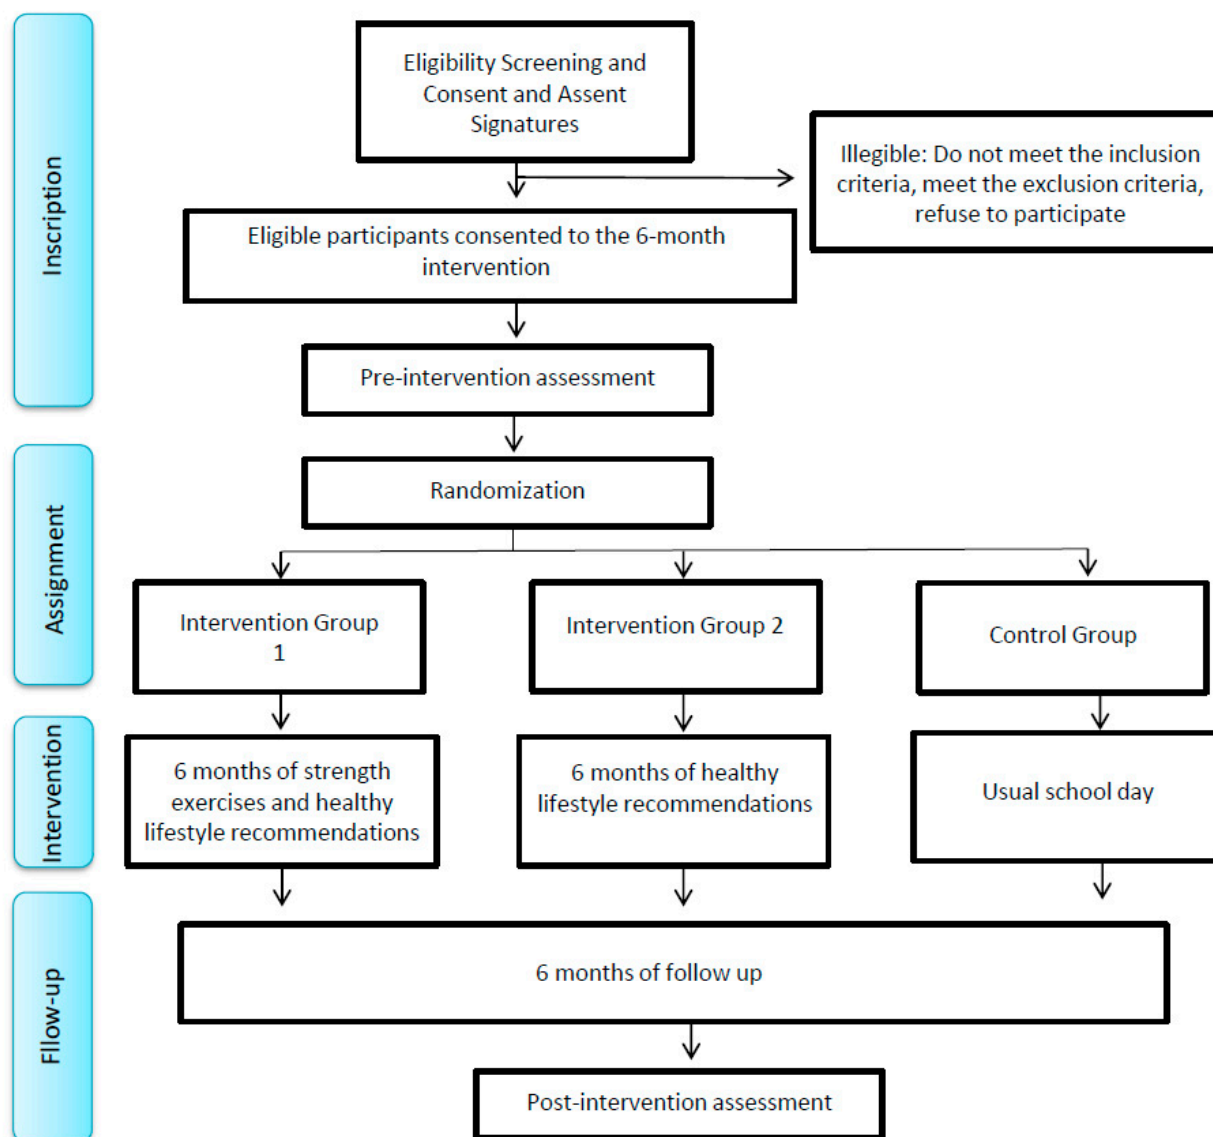 Inscription
Eligibility Screening and
Consent and Assent
Signatures
Illegible: Do not meet the inclusion
criteria, meet the exclusion criteria,
refuse to participate
Eligible participants consented to the 6-month
intervention
Pre-intervention assessment
Assignment
Randomization
Intervention Group
1
Intervention Group 2
Control Group
Intervention
6 months of strength
exercises and healthy
lifestyle recommendations
6 months of healthy
lifestyle recommendations
Usual school day
Fllow-up
6 months of follow up
Post-intervention assessment